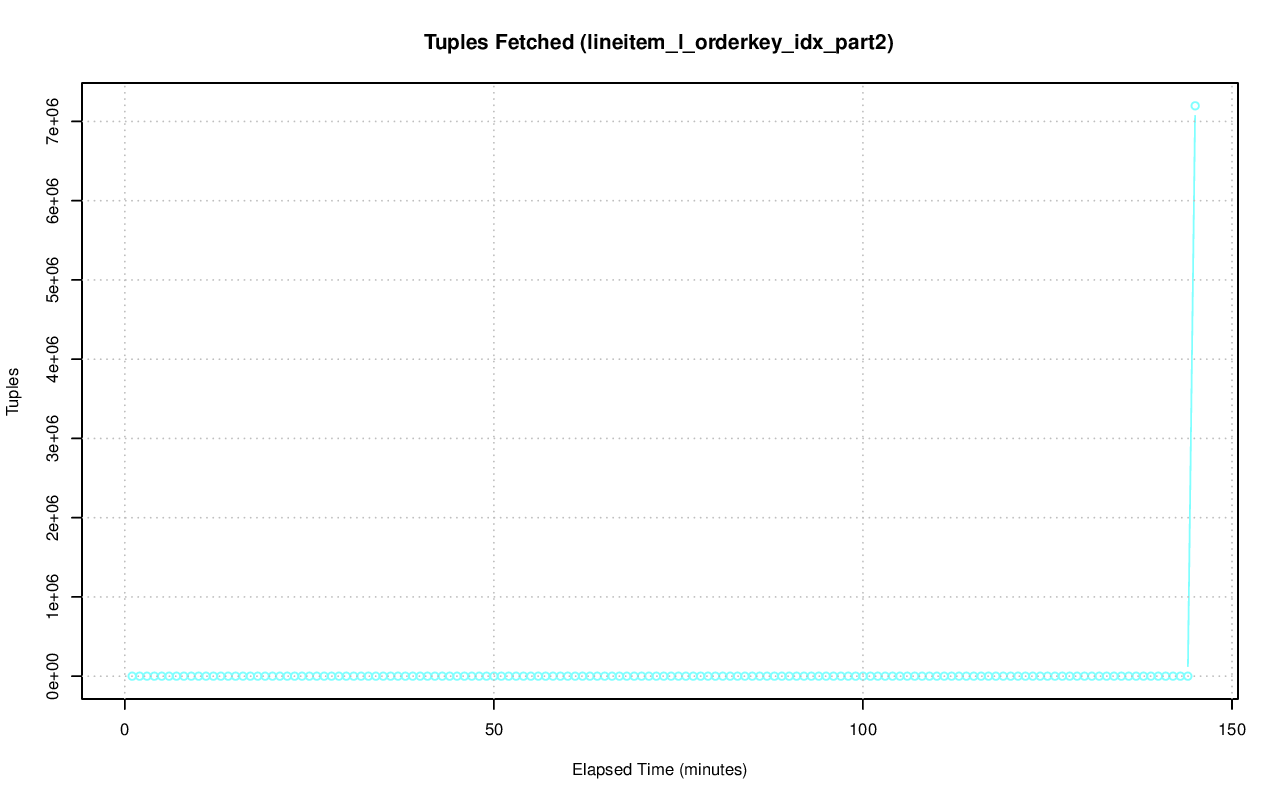 Tuples Fetched (lineitem_l_orderkey_idx_part2)
7e+06
6e+06
5e+06
4e+06
3e+06
2e+06
1e+06
0e+00
Tuples
0 50 100 150
Elapsed Time (minutes)